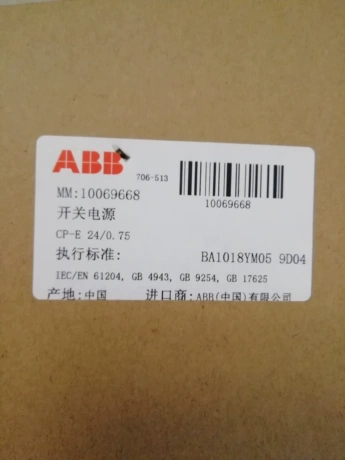 ABB
706-513
MM:10069668
10069668
开关电源
CP-E 24/0.75
执行标准:
BA1018YM05 9D04
IEC/EN 61204, GB 4943, GB 9254, GB 17625
产地:中国 进口商:ABB(中国)有限公司